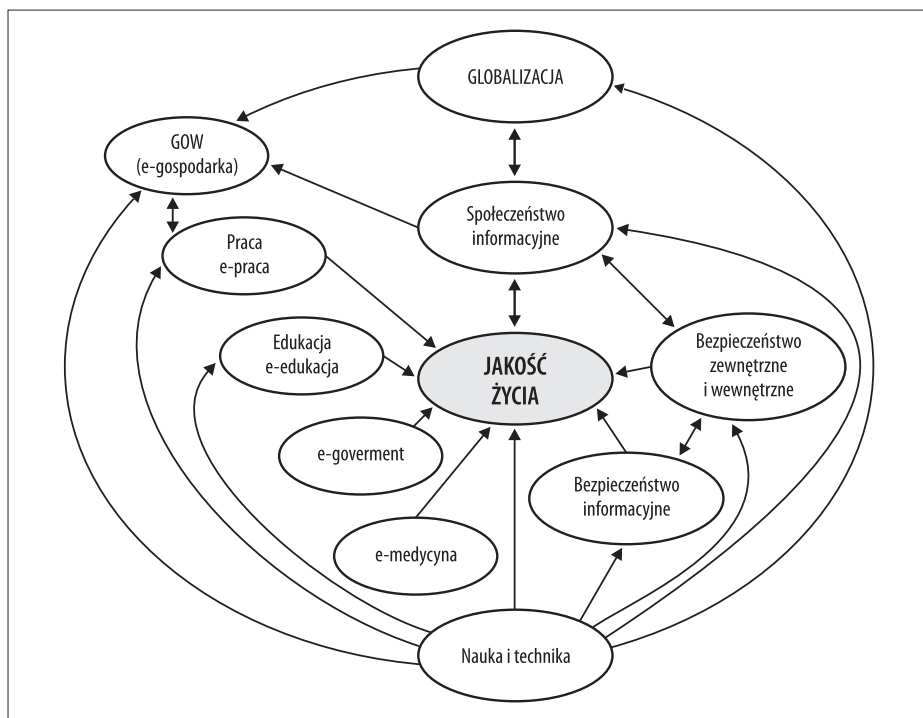 GLOBALIZACJA
GOW
(e-gospodarka)
Społeczeństwo
informacyjne
Praca
e-praca
Edukacja
e-edukacja
JAKOŚĆ
ŻYCIA
Bezpieczeństwo
zewnętrzne
i wewnętrzne
e-goverment
Bezpieczeństwo
informacyjne
e-medycyna
Nauka i technika